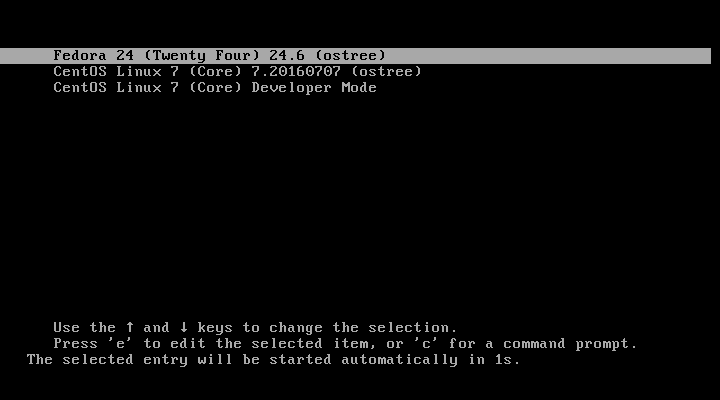 Fedora 24 (Twenty Four) 24.6 (ostree)
CentOS Linux 7 (Core) 7.20160707 (ostree)
CentOS Linux 7 (Core) Developer Mode
Use the ↑ and ↓ keys to change the selection.
Press 'e' to edit the selected item, or 'c' for a command prompt.
The selected entry will be started automatically in 1s.